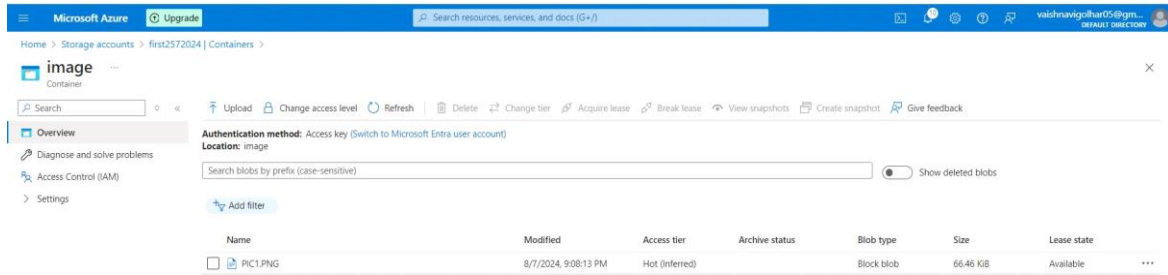 Microsoft Azure Upgrade Search resources, services, and docs (G+/) vaishnavigolhar05@gm...
DEFAULT DIRECTORY
Home > Storage accounts > first2572024 | Containers >
image ...
Container
Search
Upload Change access level Refresh Delete Change tier Acquire lease Break lease View snapshots Create snapshot Give feedback
Overview
Diagnose and solve problems
Access Control (IAM)
Settings
Authentication method: Access key (Switch to Microsoft Entra user account)
Location: image
Search blobs by prefix (case-sensitive) Show deleted blobs
Add filter
Name Modified Access tier Archive status Blob type Size Lease state
PIC1.PNG 8/7/2024, 9:08:13 PM Hot (Inferred) Block blob 66.46 KiB Available ...